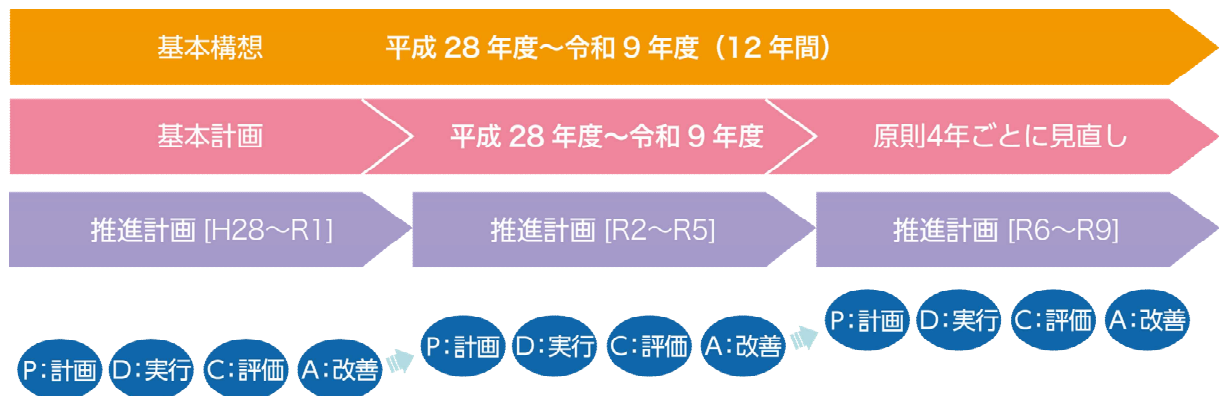 基本構想 平成 28 年度～令和 9 年度（12 年間）
基本計画 平成 28 年度～令和 9 年度 原則4年ごとに見直し
推進計画 [H28～R1] 推進計画 [R2～R5] 推進計画 [R6～R9]
P：計画 D：実行 C：評価 A：改善
P：計画 D：実行 C：評価 A：改善
P：計画 D：実行 C：評価 A：改善